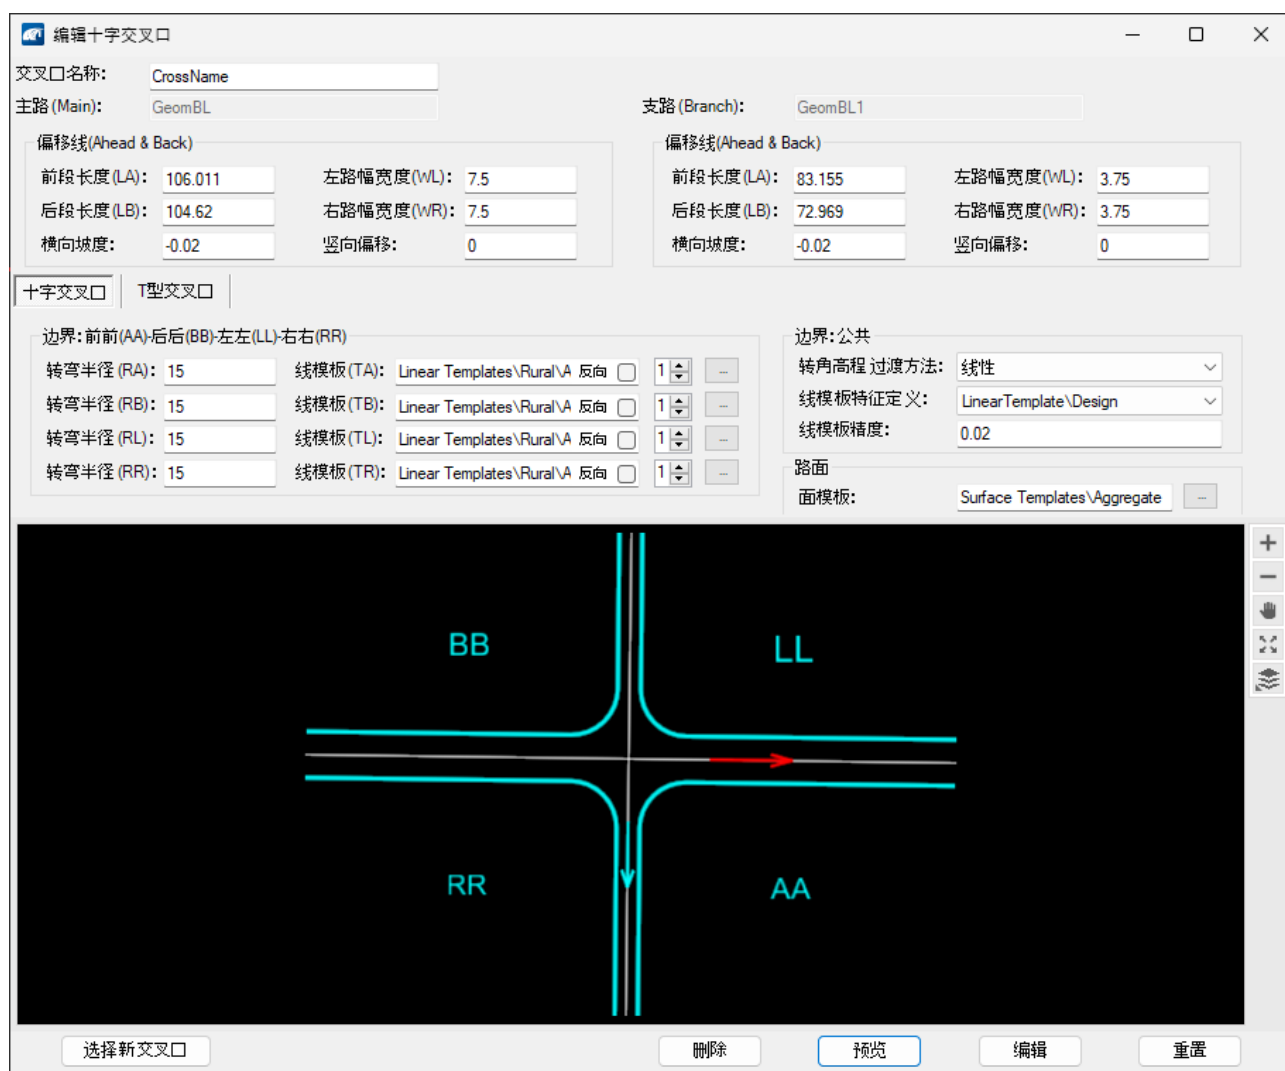 编辑十字交叉口
交叉口名称: CrossName
主路(Main): GeomBL 支路(Branch): GeomBL1
偏移线(Ahead & Back) 偏移线(Ahead & Back)
前段长度(LA): 106.011 左路幅宽度(WL): 7.5 前段长度(LA): 83.155 左路幅宽度(WL): 3.75
后段长度(LB): 104.62 右路幅宽度(WR): 7.5 后段长度(LB): 72.969 右路幅宽度(WR): 3.75
横向坡度: -0.02 竖向偏移: 0 横向坡度: -0.02 竖向偏移: 0
十字交叉口 T型交叉口
边界:前前(AA)-后后(BB)-左左(LL)-右右(RR) 边界:公共
转弯半径(RA): 15 线模板(TA): Linear Templates\Rural\A 反向 1 ... 转角高程过渡方法: 线性
转弯半径(RB): 15 线模板(TB): Linear Templates\Rural\A 反向 1 ... 线模板特征定义: LinearTemplate\Design
转弯半径(RL): 15 线模板(TL): Linear Templates\Rural\A 反向 1 ... 线模板精度: 0.02
转弯半径(RR): 15 线模板(TR): Linear Templates\Rural\A 反向 1 ... 路面
面模板: Surface Templates\Aggregate ...
BB LL
RR AA
选择新交叉口 删除 预览 编辑 重置